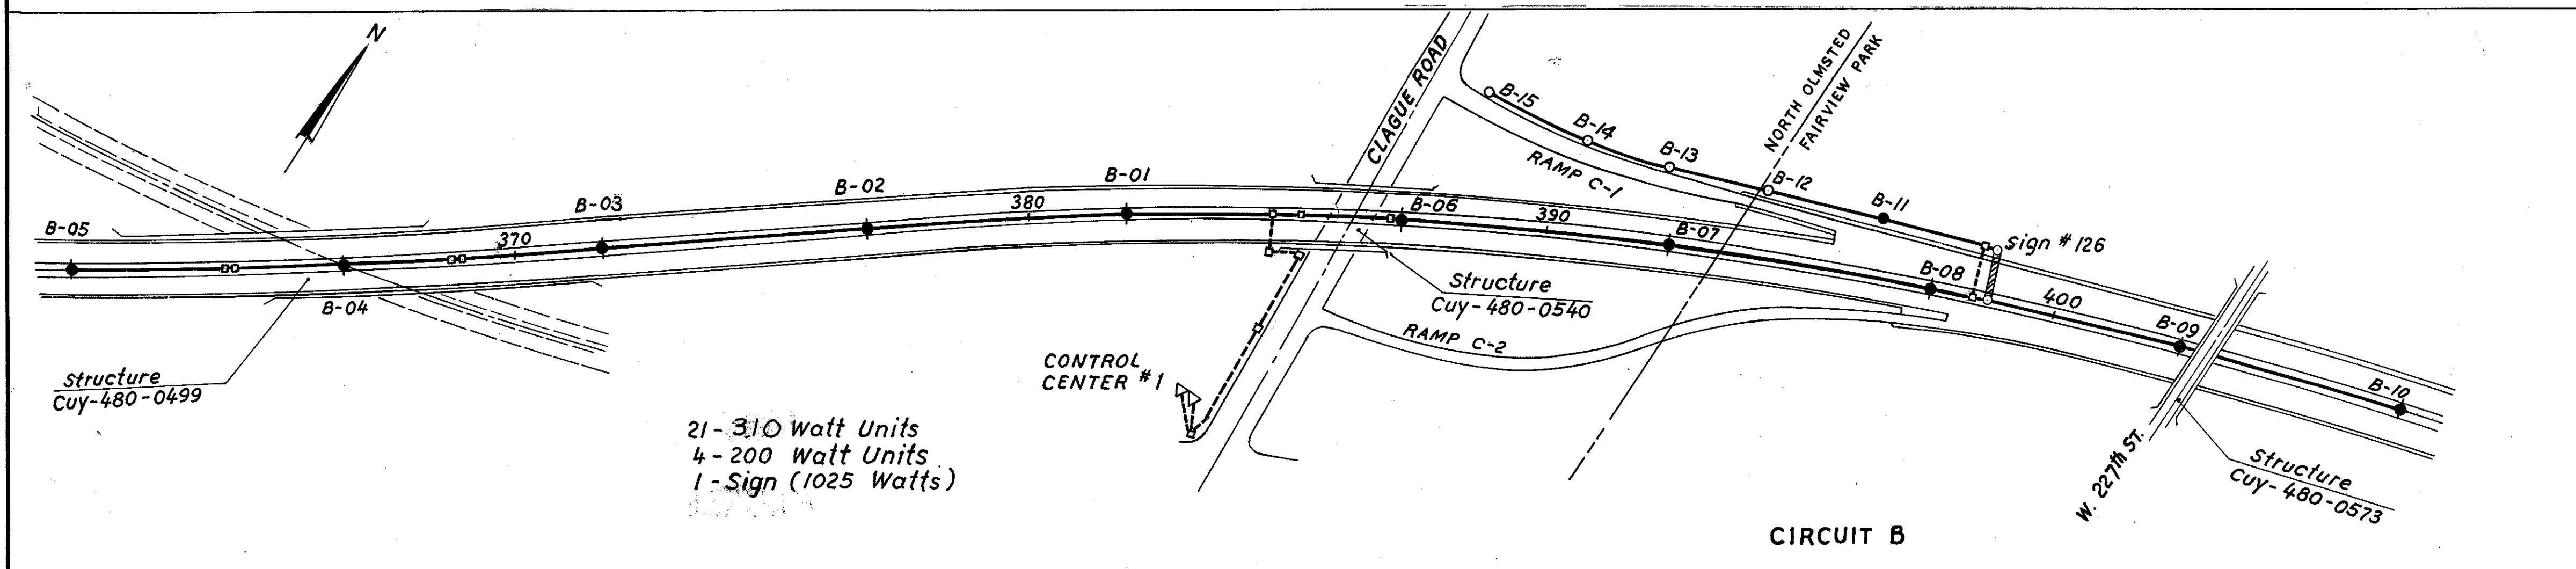 N
CLAGUE ROAD
NORTH OLMSTED
FAIRVIEW PARK
B-15
B-14
B-13
B-12
B-11
RAMP C-1
B-05
B-03
B-02
B-01
370
380
B-06
390
B-07
B-08
sign #126
400
B-09
B-10
B-04
Structure
Cuy-480-0540
RAMP C-2
Structure
Cuy-480-0499
CONTROL
CENTER #1
21-310 Watt Units
4-200 Watt Units
1-Sign (1025 Watts)
W. 227th ST.
Structure
Cuy-480-0573
CIRCUIT B